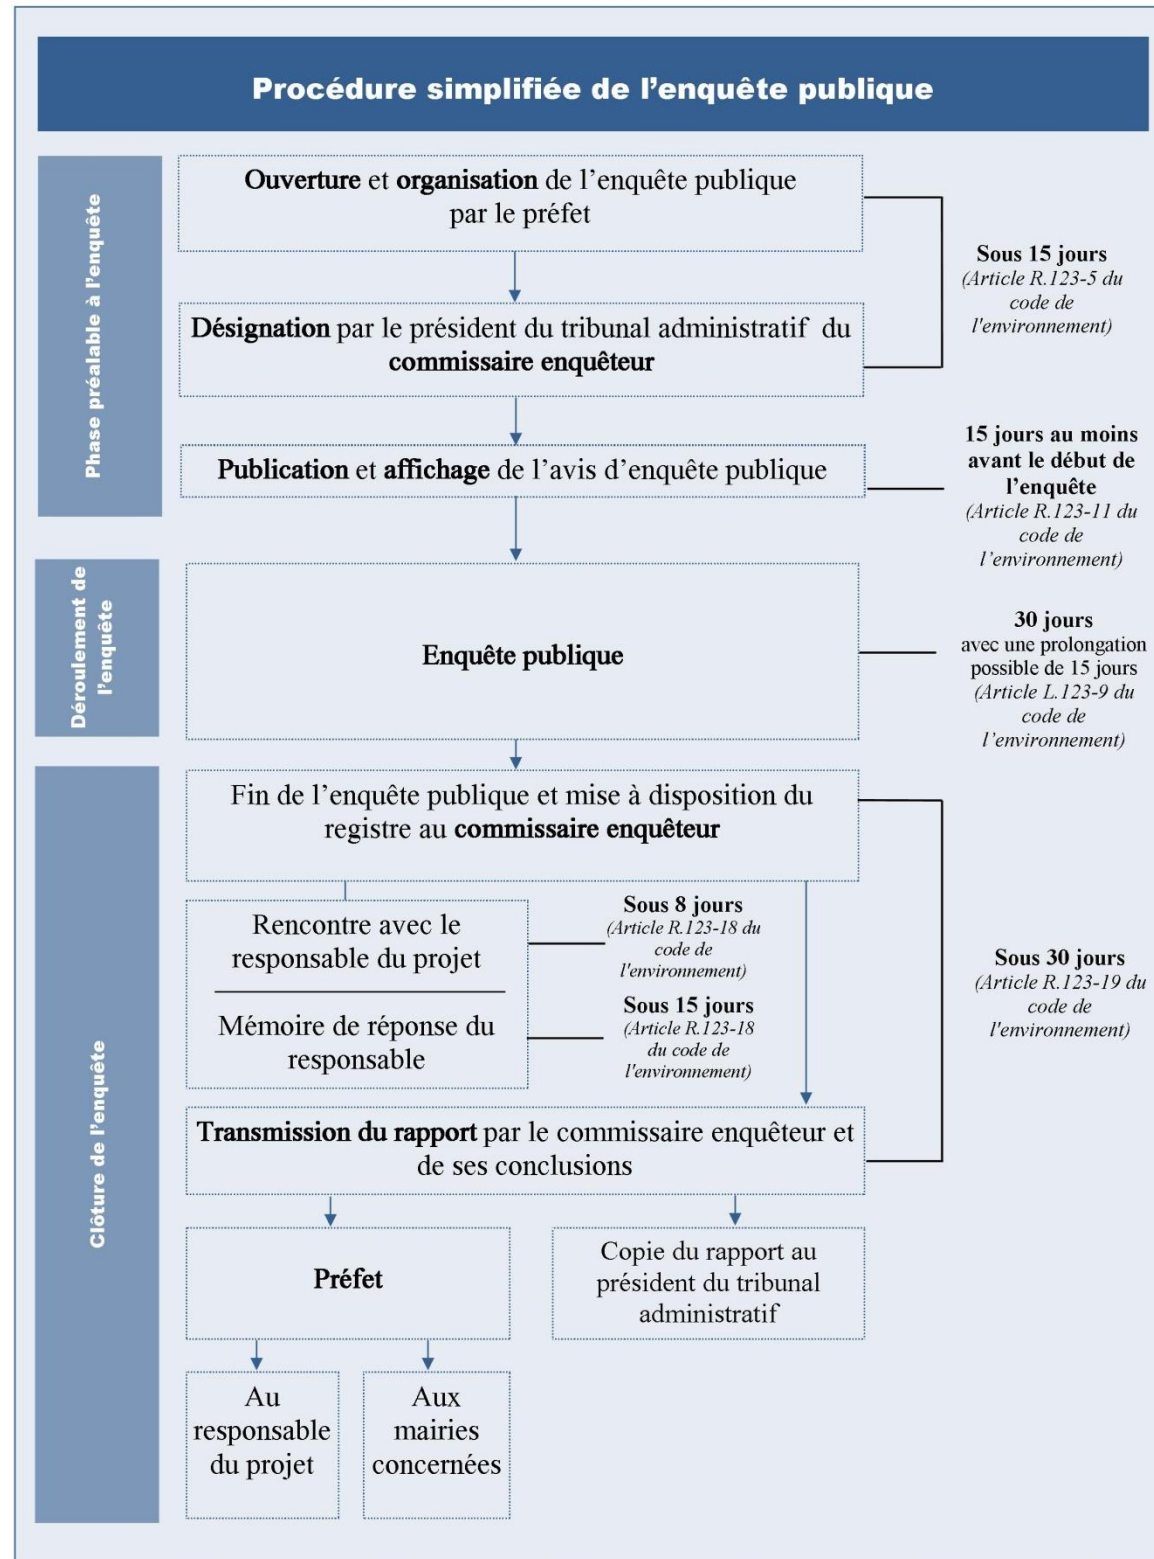 Procédure simplifiée de l’enquête publique
Phase préalable à l’enquête
Ouverture et organisation de l’enquête publique
par le préfet
Sous 15 jours
(Article R.123-5 du
code de
l'environnement)
Désignation par le président du tribunal administratif du
commissaire enquêteur
Publication et affichage de l’avis d’enquête publique
15 jours au moins
avant le début de
l’enquête
(Article R.123-11 du
code de
l’environnement)
Déroulement de
l’enquête
Enquête publique
30 jours
avec une prolongation
possible de 15 jours
(Article L.123-9 du
code de
l’environnement)
Clôture de l’enquête
Fin de l’enquête publique et mise à disposition du
registre au commissaire enquêteur
Rencontre avec le
responsable du projet
Sous 8 jours
(Article R.123-18 du
code de
l'environnement)
Mémoire de réponse du
responsable
Sous 15 jours
(Article R.123-18
du code de
l'environnement)
Sous 30 jours
(Article R.123-19 du
code de
l'environnement)
Transmission du rapport par le commissaire enquêteur et
de ses conclusions
Préfet
Copie du rapport au
président du tribunal
administratif
Au
responsable
du projet
Aux
mairies
concernées